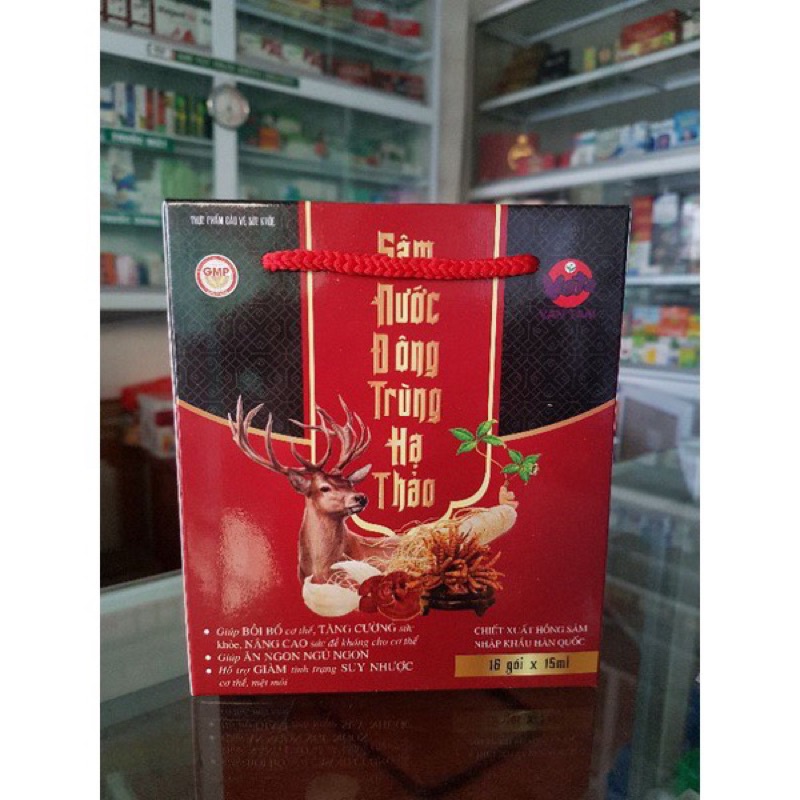 THỰC PHẨM BẢO VỆ SỨC KHỎE
GMP
Sâm
Nước
Đông
Trùng
Hạ
Thảo
VẠN TÂM
• Giúp BỒI BỔ cơ thể, TĂNG CƯỜNG sức
khỏe, NÂNG CAO sức đề kháng cho cơ thể
• Giúp ĂN NGON NGỦ NGON
• Hỗ trợ GIẢM tình trạng SUY NHƯỢC
cơ thể, mệt mỏi
CHIẾT XUẤT HỒNG SÂM
NHẬP KHẨU HÀN QUỐC
16 gói x 15ml